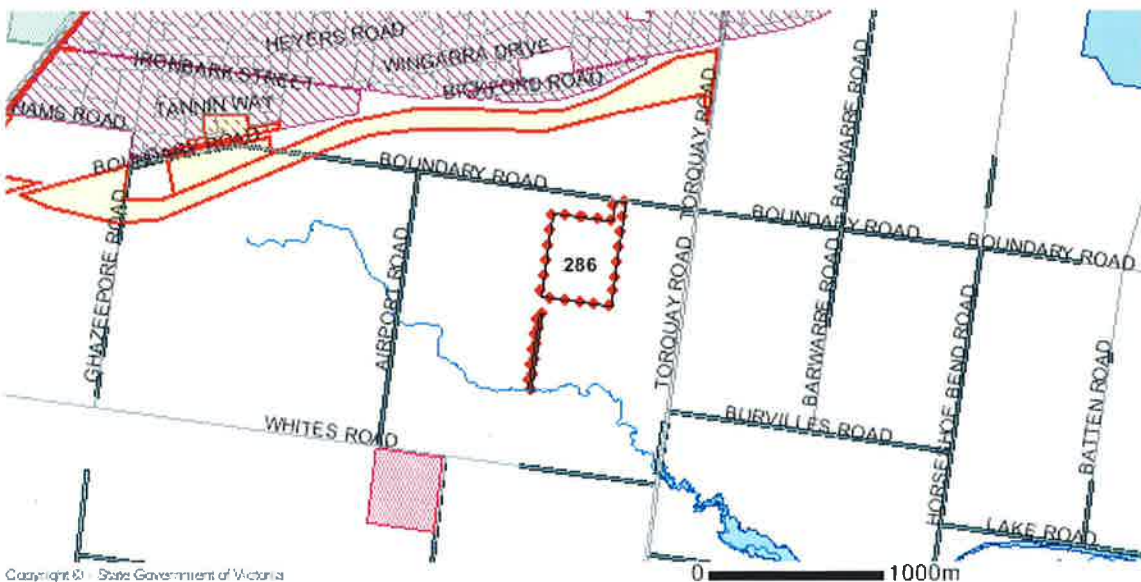 HEYERS ROAD
WINGARRA DRIVE
IRONBARK STREET
BICKFORD ROAD
HAMS ROAD
TANNIN WAY
BOUNDARY ROAD
TORQUAY ROAD
BARWARRE ROAD
BOUNDARY ROAD
BOUNDARY ROAD
BOUNDARY ROAD
GHAZEEPORE ROAD
AIRPORT ROAD
286
TORQUAY ROAD
BARWARRE ROAD
HORSESHOE BEND ROAD
BATTEN ROAD
WHITES ROAD
BURVILLES ROAD
LAKE ROAD
Copyright © - State Government of Victoria
0 1000m